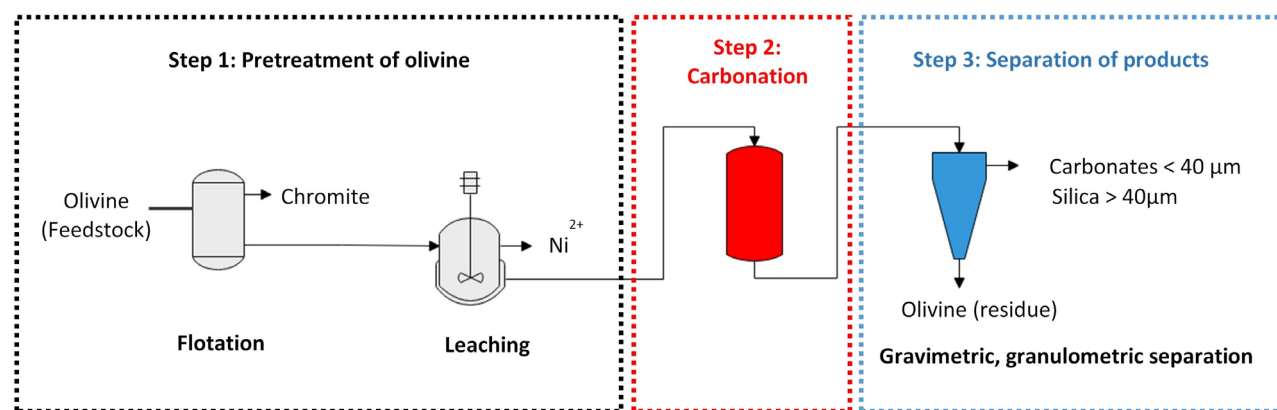 Step 1: Pretreatment of olivine
Step 2:
Carbonation
Step 3: Separation of products
Olivine
(Feedstock)
Chromite
Ni2+
Carbonates < 40 µm
Silica > 40µm
Olivine (residue)
Flotation
Leaching
Gravimetric, granulometric separation